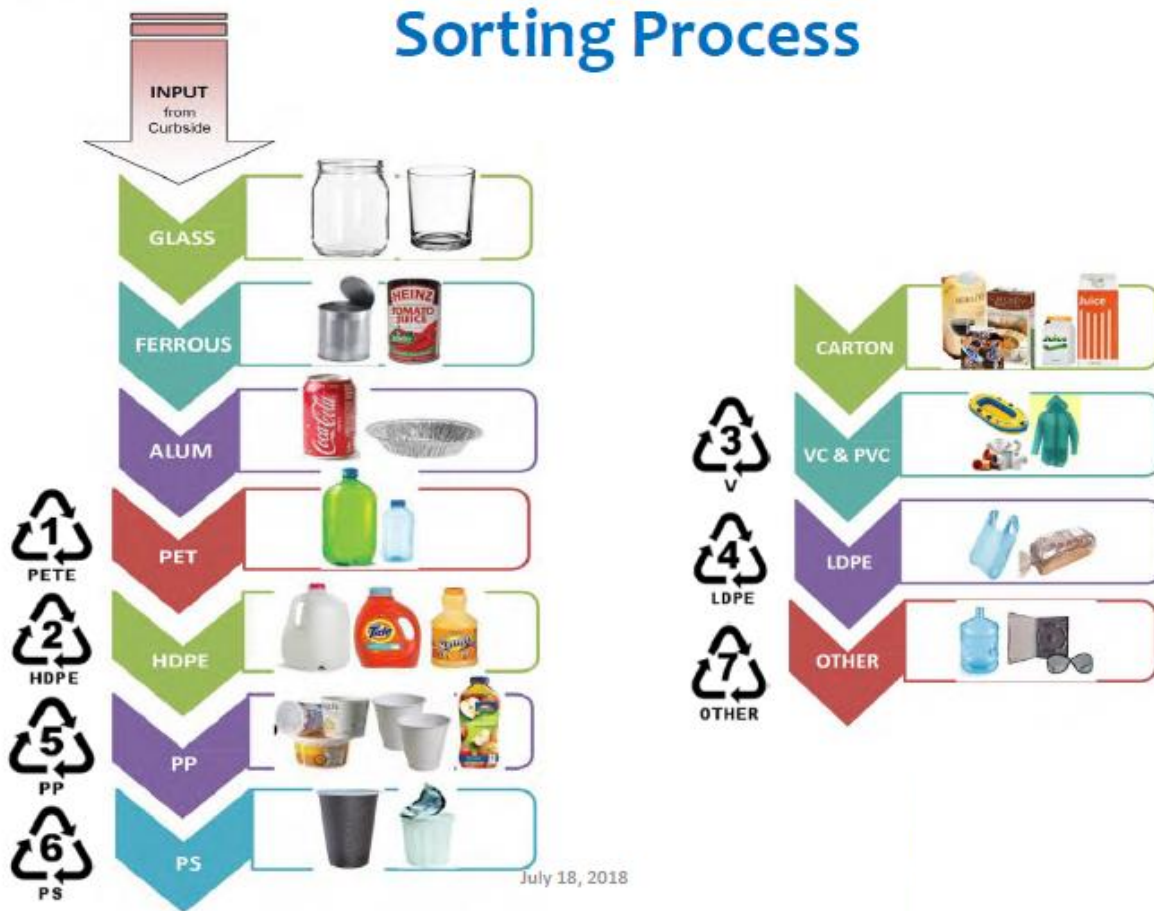 Sorting Process
INPUT
from
Curbside
GLASS
FERROUS
HEINZ
TOMATO
JUICE
ALUM
Coca-Cola
1
PETE
PET
2
HDPE
HDPE
Tide
5
PP
PP
6
PS
PS
CARTON
Juice
Juice
3
V
VC & PVC
4
LDPE
LDPE
7
OTHER
OTHER
July 18, 2018